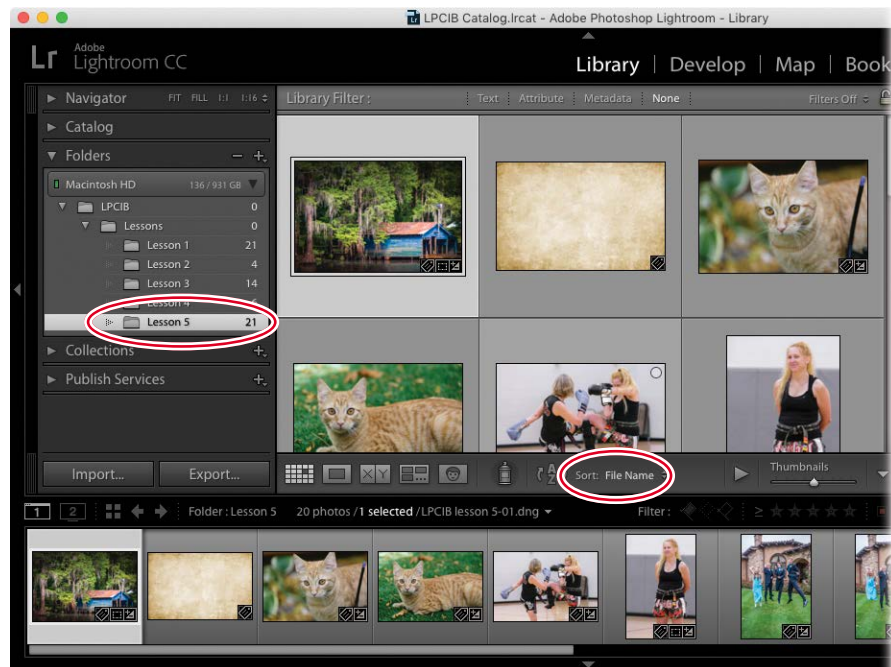 LPCIB Catalog.lrcat - Adobe Photoshop Lightroom - Library
Lr Adobe
Lightroom CC
Library | Develop | Map | Book
Navigator FIT FILL 1:1 1:16
Library Filter : Text Attribute Metadata None Filters Off
Catalog
Folders
Macintosh HD 136 / 931 GB
LPCIB 0
Lessons 0
Lesson 1 21
Lesson 2 4
Lesson 3 14
Lesson 4 6
Lesson 5 21
Collections
Publish Services
Import... Export...
X Y
A
Z
Sort: File Name
Thumbnails
1 2 Folder : Lesson 5 20 photos / 1 selected / LPCIB lesson 5-01.dng Filter :